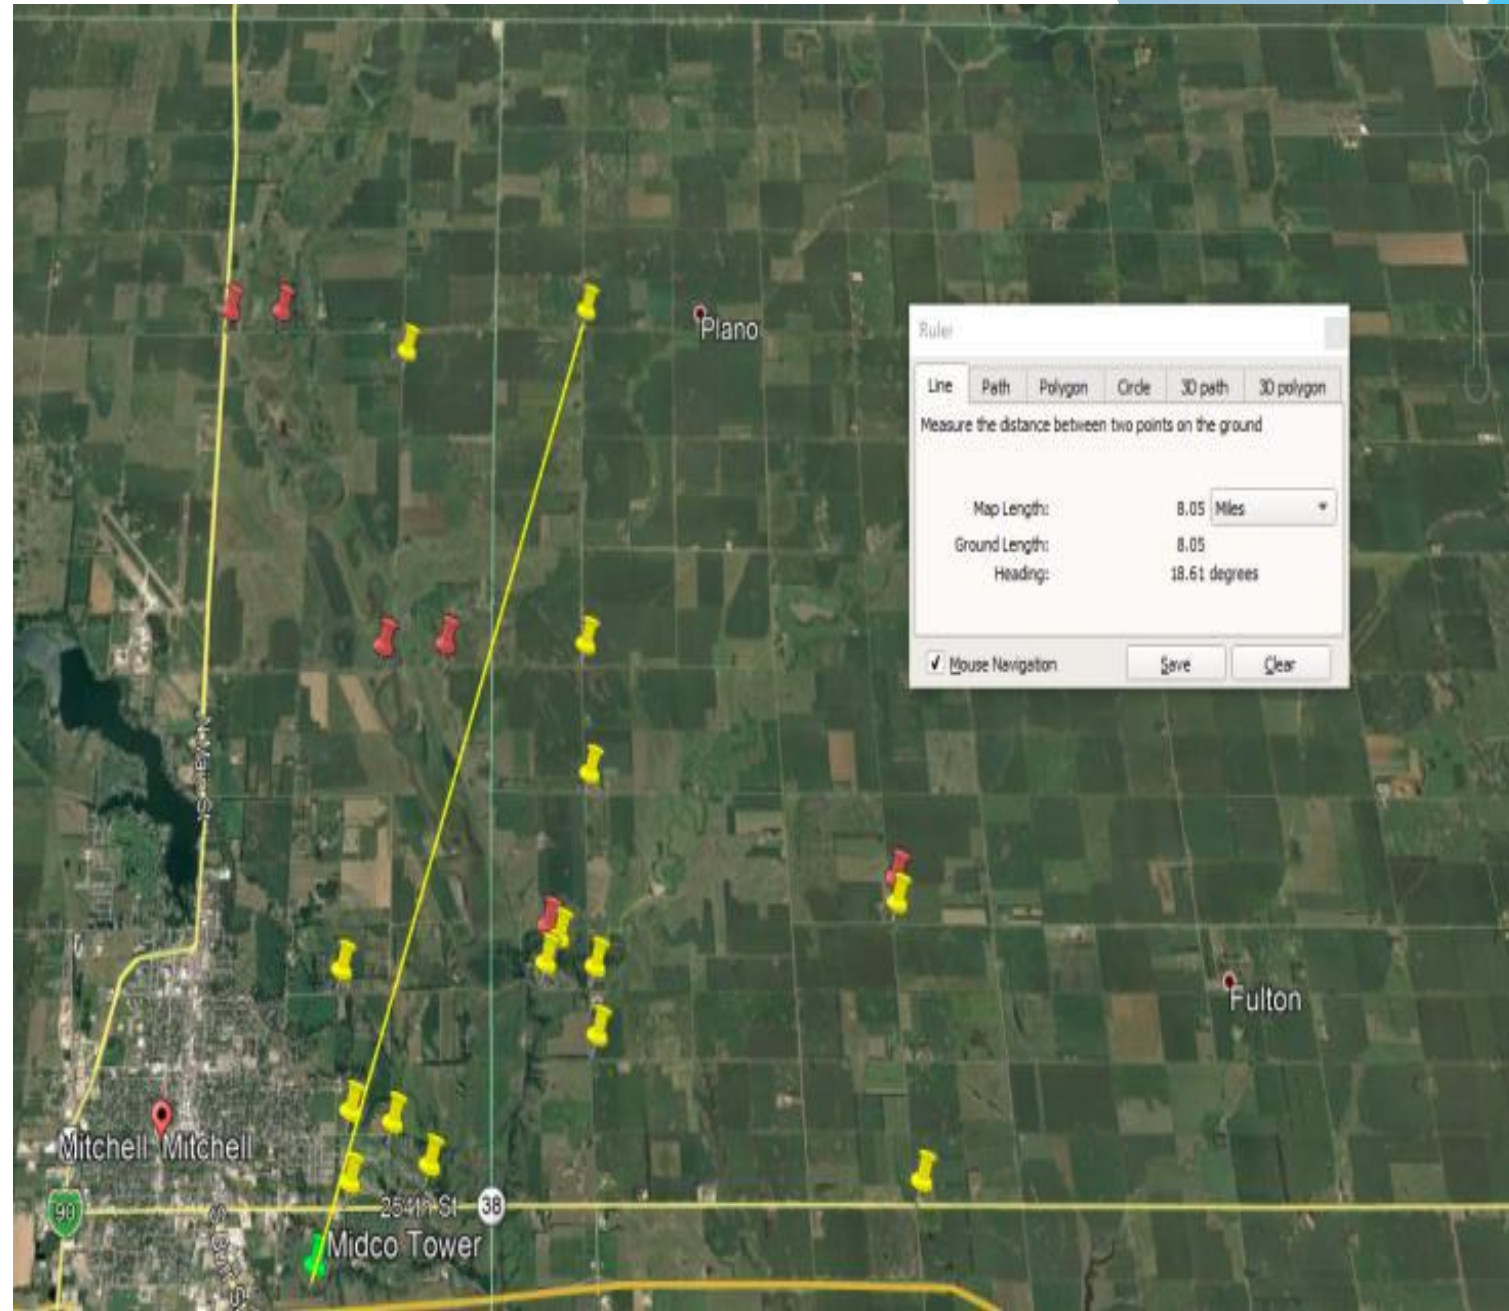 Plano
Ruler
Line
Path
Polygon
Circle
3D path
3D polygon
Measure the distance between two points on the ground
Map Length:
8.05
Miles
Ground Length:
8.05
Heading:
18.61 degrees
Mouse Navigation
Save
Clear
Fulton
Mitchell
Mitchell
90
254th St
38
Midco Tower